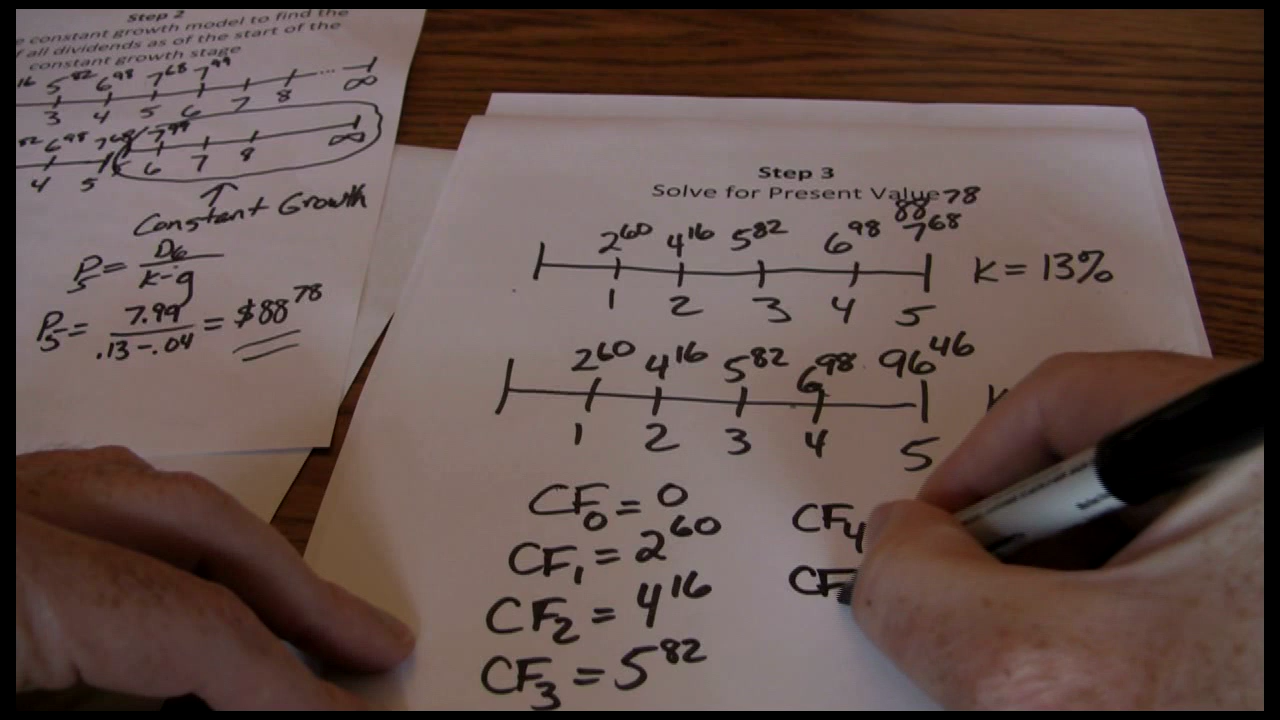 Step 2
constant growth model to find the
all dividends as of the start of the
constant growth stage
16 5 82 6 98 7 68 7 99
3 4 5 6 7 8 ... ∞
82 6 98 7 68 7 99
4 5 6 7 8 ∞
Constant Growth
P5 = D6 / k-g
P5 = 7.99 / .13-.04 = $88 78
Step 3
Solve for Present Value
88 78
2 60 4 16 5 82 6 98 7 68
K = 13%
1 2 3 4 5
2 60 4 16 5 82 6 98 96 46
1 2 3 4 5
CF0 = 0
CF1 = 2 60
CF2 = 4 16
CF3 = 5 82
CF4
CF